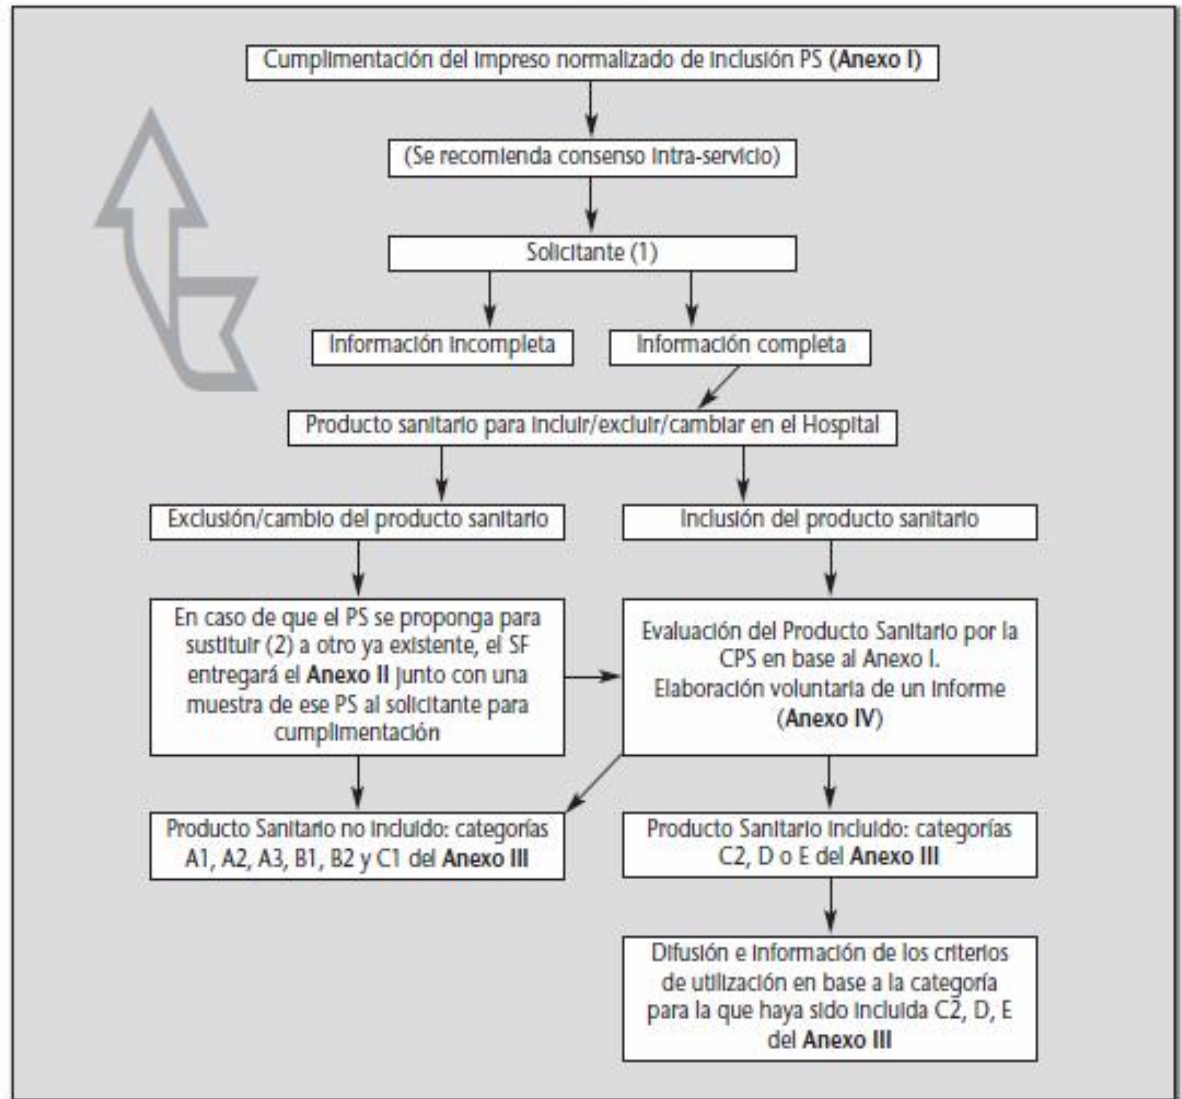 Cumplimentación del impreso normalizado de inclusión PS (Anexo I)
(Se recomienda consenso intra-servicio)
Solicitante (1)
Información incompleta
Información completa
Producto sanitario para incluir/excluir/cambiar en el Hospital
Exclusión/cambio del producto sanitario
Inclusión del producto sanitario
En caso de que el PS se proponga para
sustituir (2) a otro ya existente, el SF
entregará el Anexo II junto con una
muestra de ese PS al solicitante para
cumplimentación
Evaluación del Producto Sanitario por la
CPS en base al Anexo I.
Elaboración voluntaria de un informe
(Anexo IV)
Producto Sanitario no incluido: categorías
A1, A2, A3, B1, B2 y C1 del Anexo III
Producto Sanitario incluido: categorías
C2, D o E del Anexo III
Difusión e información de los criterios
de utilización en base a la categoría
para la que haya sido incluida C2, D, E
del Anexo III